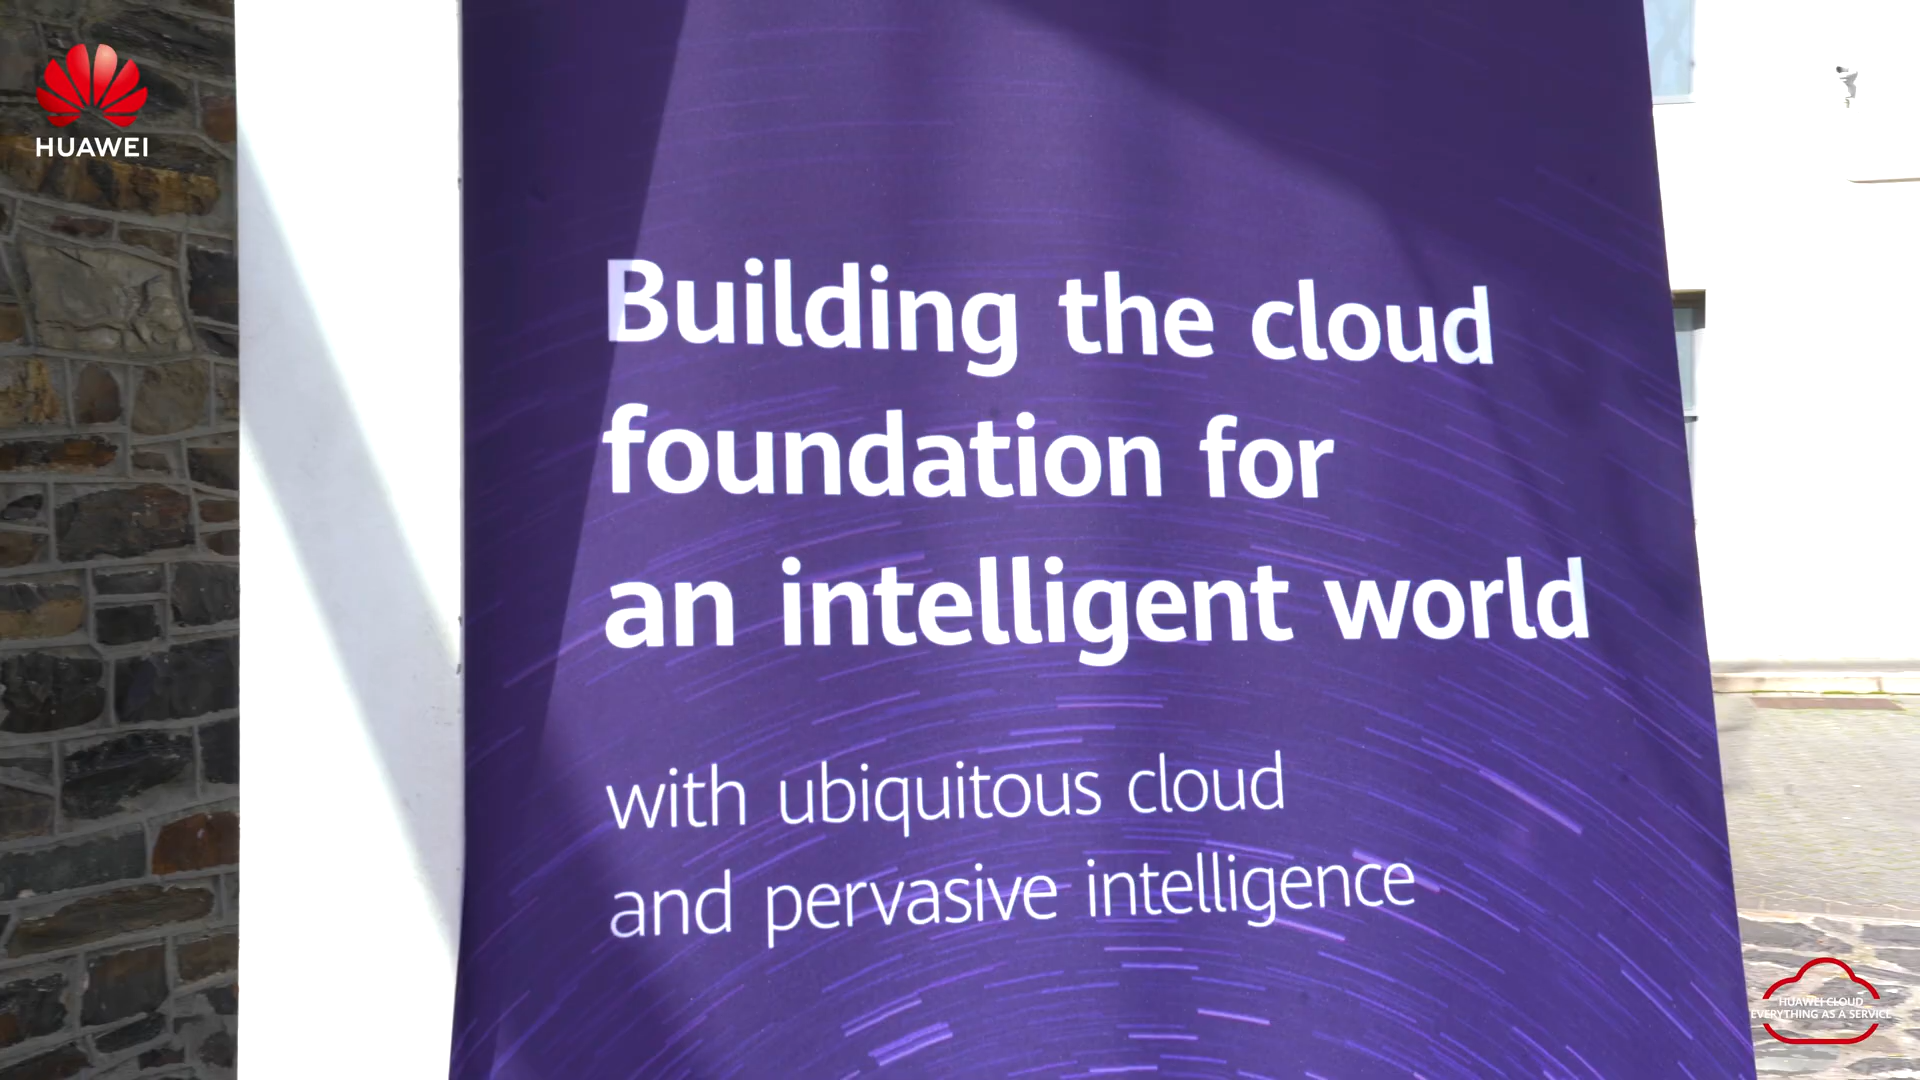 HUAWEI
Building the cloud
foundation for
an intelligent world
with ubiquitous cloud
and pervasive intelligence
HUAWEI CLOUD
EVERYTHING AS A SERVICE